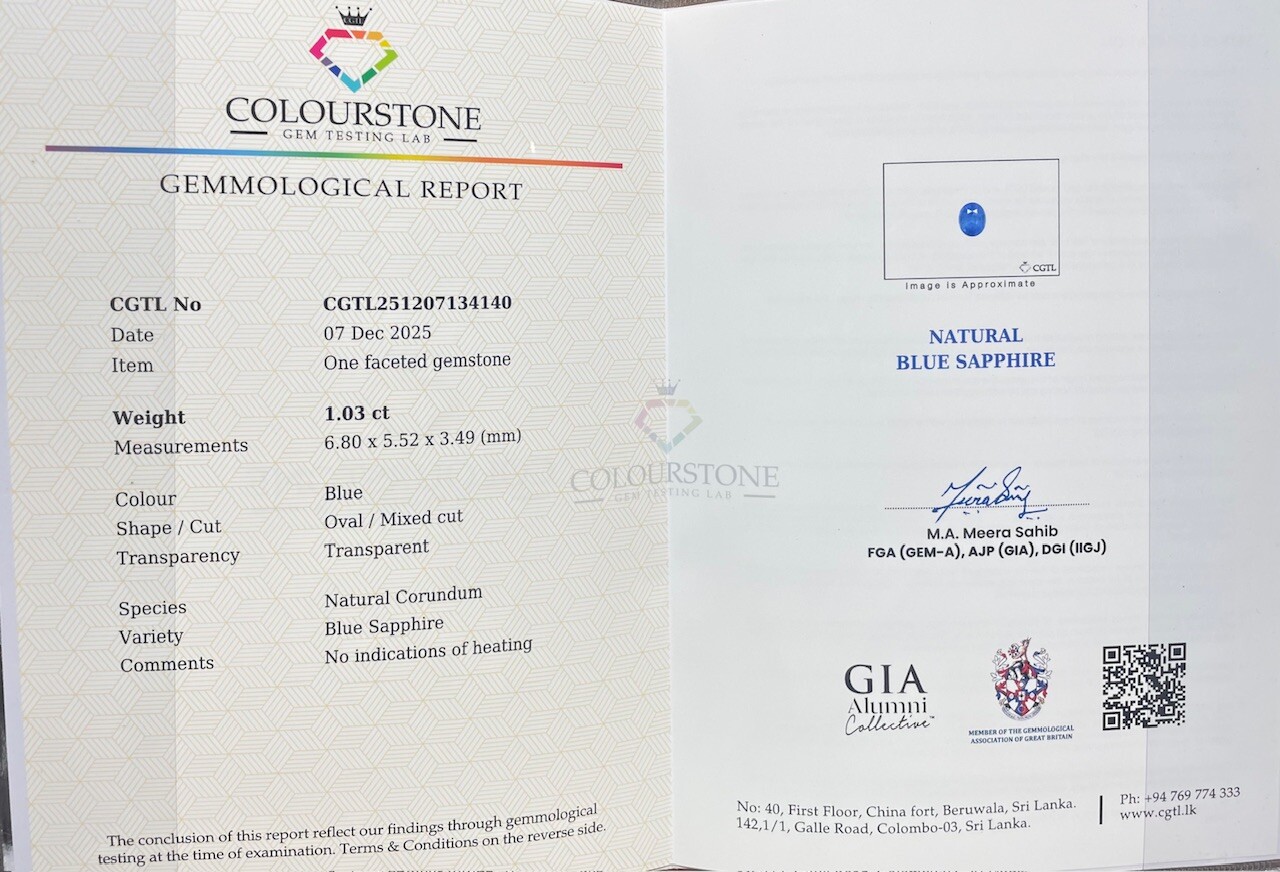 CGTL
COLOURSTONE
GEM TESTING LAB
GEMMOLOGICAL REPORT
CGTL No CGTL251207134140
Date 07 Dec 2025
Item One faceted gemstone
Weight 1.03 ct
Measurements 6.80 x 5.52 x 3.49 (mm)
Colour Blue
Shape / Cut Oval / Mixed cut
Transparency Transparent
Species Natural Corundum
Variety Blue Sapphire
Comments No indications of heating
The conclusion of this report reflect our findings through gemmological
testing at the time of examination. Terms & Conditions on the reverse side.
COLOURSTONE
GEM TESTING LAB
CGTL
Image is Approximate
NATURAL
BLUE SAPPHIRE
M.A. Meera Sahib
FGA (GEM-A), AJP (GIA), DGI (IIGJ)
GIA
Alumni
Collective™
MEMBER OF THE GEMMOLOGICAL
ASSOCIATION OF GREAT BRITAIN
No: 40, First Floor, China fort, Beruwala, Sri Lanka.
142,1/1, Galle Road, Colombo-03, Sri Lanka.
Ph: +94 769 774 333
www.cgtl.lk